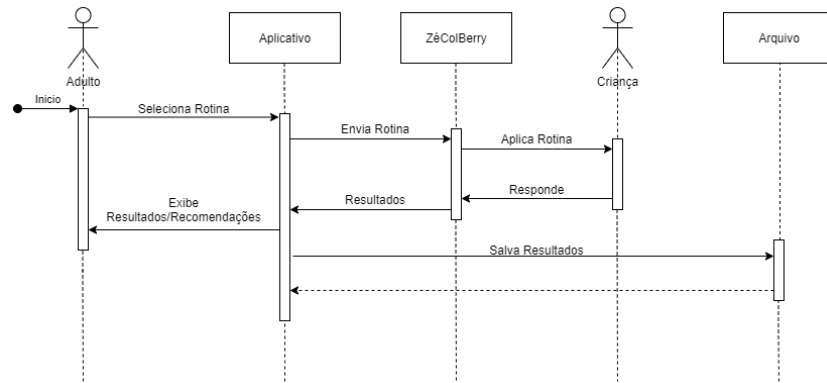 Aplicativo
ZéColBerry
Arquivo
Adulto
Criança
Inicio
Seleciona Rotina
Envia Rotina
Aplica Rotina
Responde
Resultados
Exibe
Resultados/Recomendações
Salva Resultados